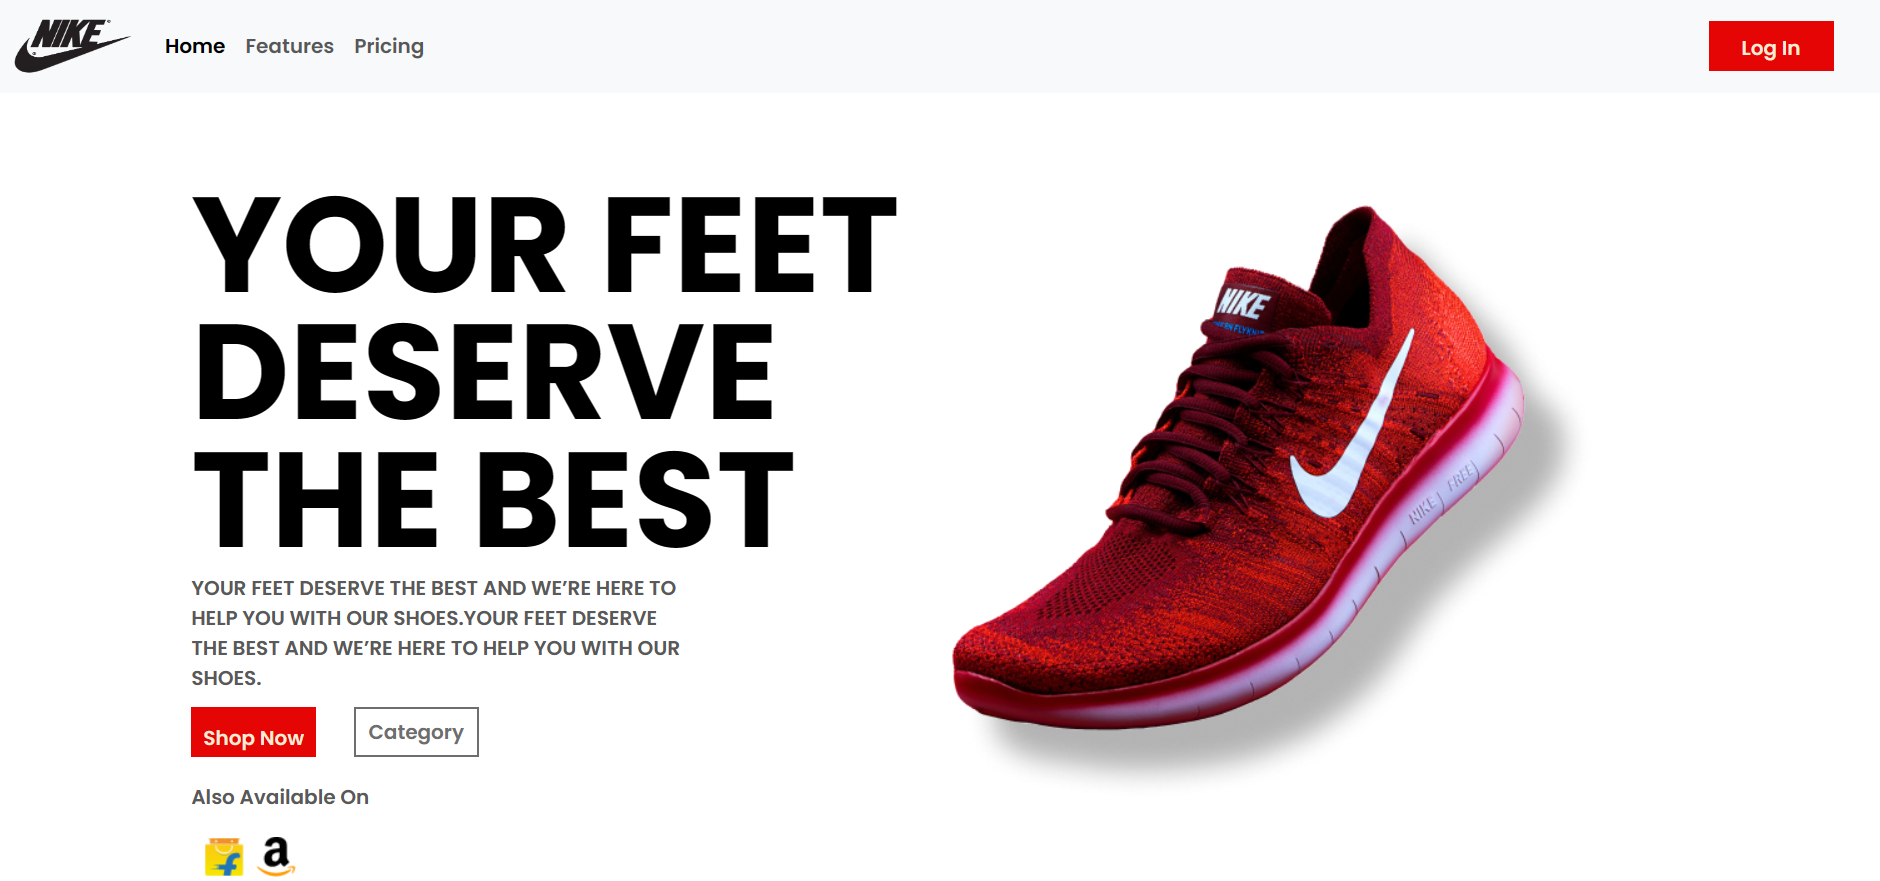 NIKE
Home Features Pricing
Log In
YOUR FEET
DESERVE
THE BEST
YOUR FEET DESERVE THE BEST AND WE’RE HERE TO
HELP YOU WITH OUR SHOES.YOUR FEET DESERVE
THE BEST AND WE’RE HERE TO HELP YOU WITH OUR
SHOES.
Shop Now Category
Also Available On
NIKE
NIKE FREE